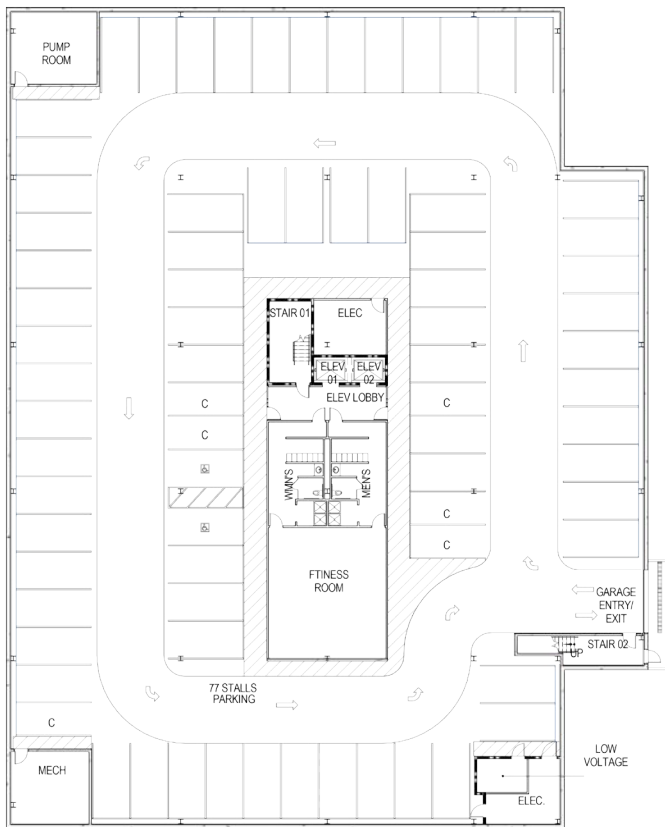 PUMP
ROOM
STAIR 01
ELEC
ELEV
01
ELEV
02
ELEV LOBBY
C
C
C
WMN'S
MEN'S
C
C
FTINESS
ROOM
GARAGE
ENTRY/
EXIT
STAIR 02
UP
77 STALLS
PARKING
C
MECH
LOW
VOLTAGE
ELEC.